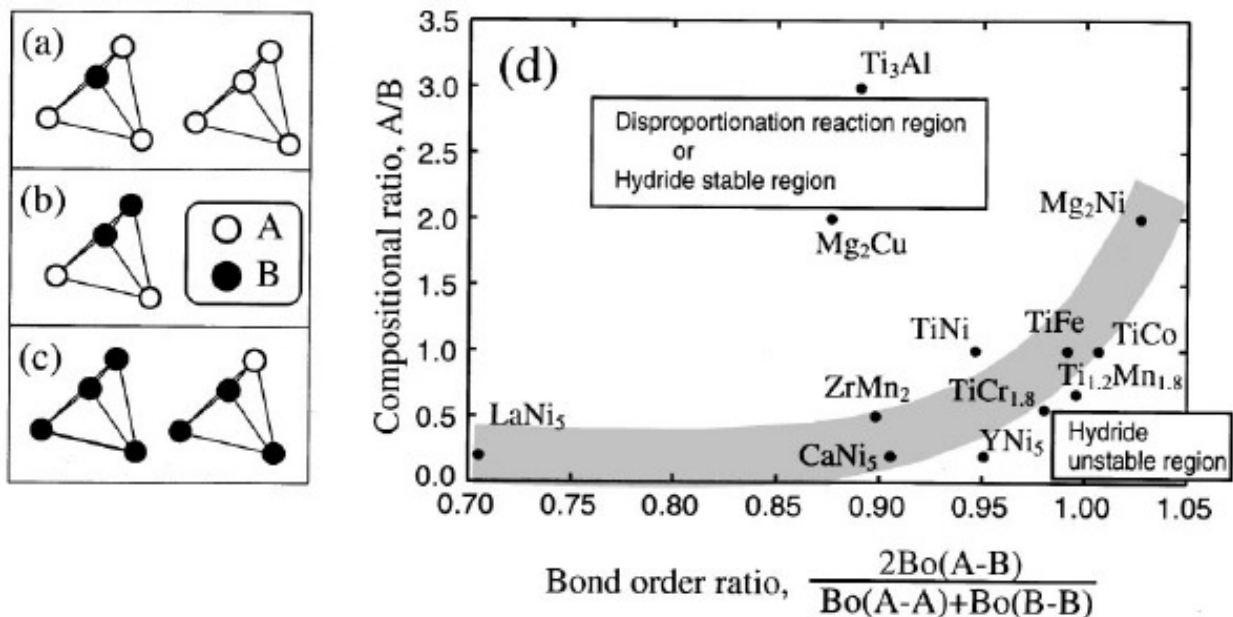 (a)
(b)
A
B
(c)
(d)
Compositional ratio, A/B
3.5
3.0
2.5
2.0
1.5
1.0
0.5
0.0
Ti₃Al
Disproportionation reaction region
or
Hydride stable region
Mg₂Ni
Mg₂Cu
TiNi
TiFe
TiCo
ZrMn₂
TiCr₁.₈
Ti₁.₂Mn₁.₈
LaNi₅
CaNi₅
YNi₅
Hydride
unstable region
0.70 0.75 0.80 0.85 0.90 0.95 1.00 1.05
Bond order ratio, 2Bo(A-B)
Bo(A-A)+Bo(B-B)